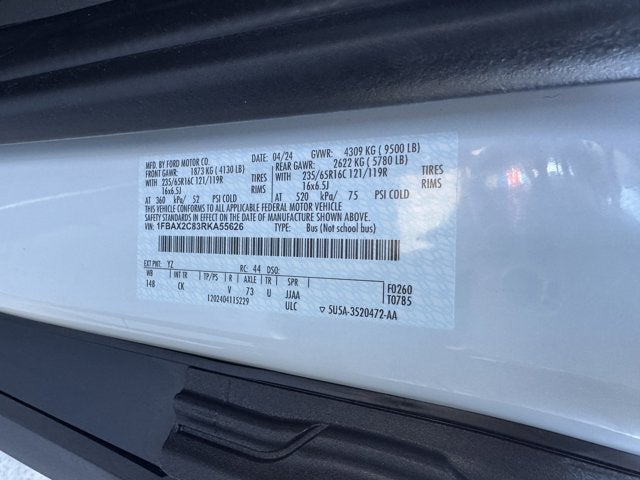 MFD. BY FORD MOTOR CO. DATE: 04/24 GVWR: 4309 KG ( 9500 LB)
FRONT GAWR: 1873 KG ( 4130 LB) REAR GAWR: 2622 KG ( 5780 LB)
WITH 235/65R16C 121/119R TIRES WITH 235/65R16C 121/119R TIRES
16x6.5J RIMS 16x6.5J RIMS
AT 360 kPa/ 52 PSI COLD AT 520 kPa/ 75 PSI COLD
THIS VEHICLE CONFORMS TO ALL APPLICABLE FEDERAL MOTOR VEHICLE
SAFETY STANDARDS IN EFFECT ON THE DATE OF MANUFACTURE SHOWN ABOVE.
VIN: 1FBAX2C83RKA55626 TYPE: Bus (Not school bus)
EXT PNT: YZ RC: 44 DSO:
WB INT TR TP/PS R AXLE TR SPR F0260
148 CK V 73 U JJAA T0785
1202404115229 ULC ▽ 5U5A-3520472-AA